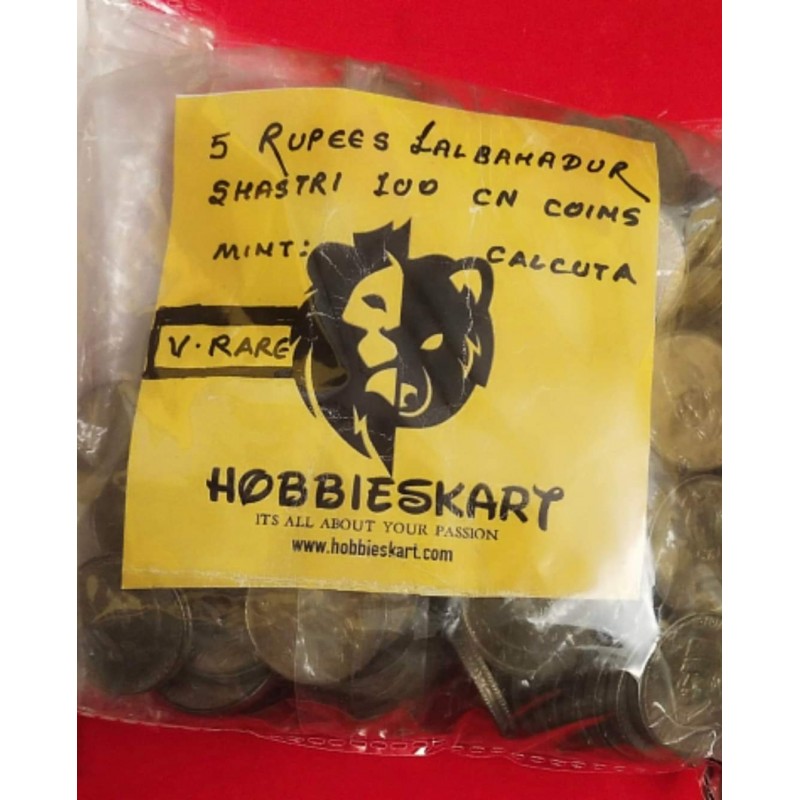 5 RUPEES LALBAHADUR
SHASTRI 100 CN COINS
MINT: CALCUTA
V. RARE
HOBBIESKART
ITS ALL ABOUT YOUR PASSION
www.hobbieskart.com